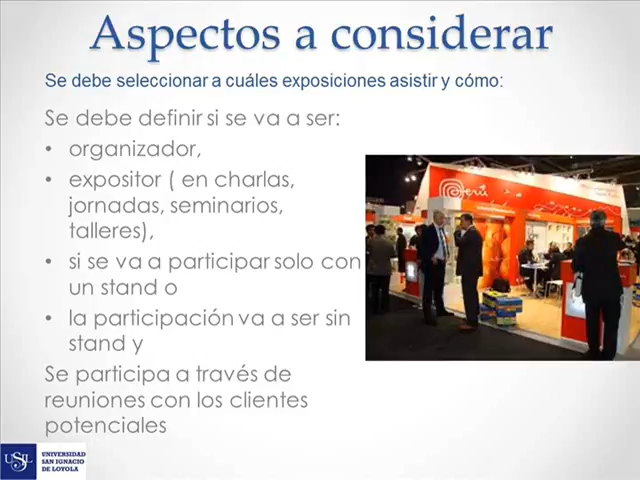 Aspectos a considerar
Se debe seleccionar a cuáles exposiciones asistir y cómo:
Se debe definir si se va a ser:
• organizador,
• expositor ( en charlas,
jornadas, seminarios,
talleres),
• si se va a participar solo con
un stand o
• la participación va a ser sin
stand y
Se participa a través de
reuniones con los clientes
potenciales
Perú
USIL
UNIVERSIDAD
SAN IGNACIO
DE LOYOLA